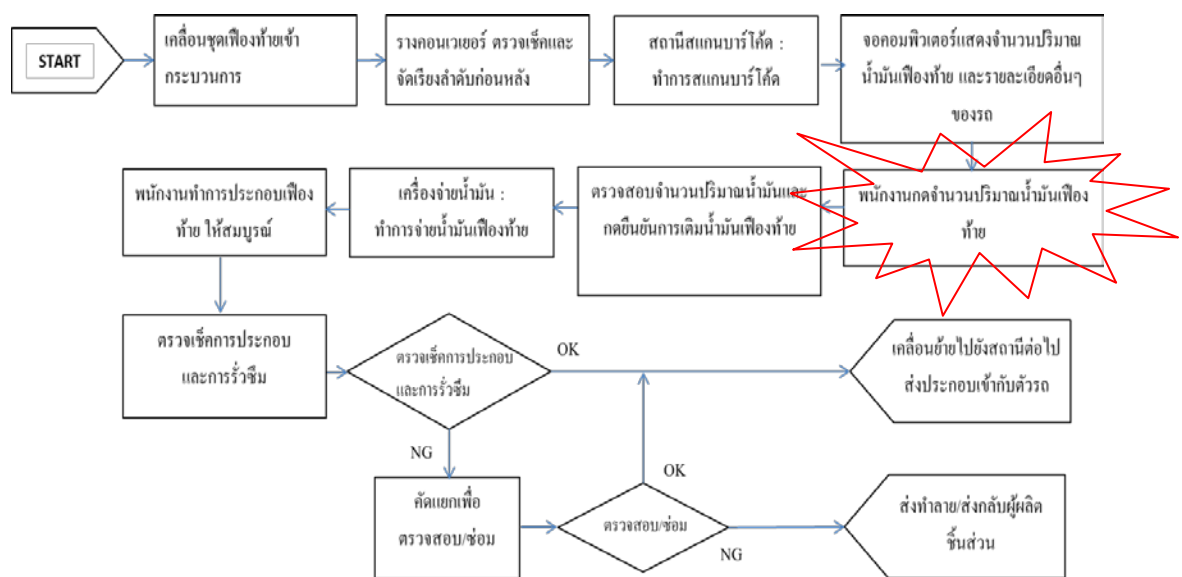 START
เคลื่อนชุดเฟืองท้ายเข้า
กระบวนการ
รางคอนเวเยอร์ ตรวจเช็คและ
จัดเรียงลำดับก่อนหลัง
สถานีสแกนบาร์โค้ด :
ทำการสแกนบาร์โค้ด
จอคอมพิวเตอร์แสดงจำนวนปริมาณ
น้ำมันเฟืองท้าย และรายละเอียดอื่นๆ
ของรถ
พนักงานกดจำนวนปริมาณน้ำมันเฟือง
ท้าย
ตรวจสอบจำนวนปริมาณน้ำมันและ
กดยืนยันการเติมน้ำมันเฟืองท้าย
เครื่องจ่ายน้ำมัน :
ทำการจ่ายน้ำมันเฟืองท้าย
พนักงานทำการประกอบเฟือง
ท้าย ให้สมบูรณ์
ตรวจเช็คการประกอบ
และการรั่วซึม
ตรวจเช็คการประกอบ
และการรั่วซึม
OK
เคลื่อนย้ายไปยังสถานีต่อไป
ส่งประกอบเข้ากับตัวรถ
NG
คัดแยกเพื่อ
ตรวจสอบ/ซ่อม
ตรวจสอบ/ซ่อม
OK
NG
ส่งทำลาย/ส่งกลับผู้ผลิต
ชิ้นส่วน